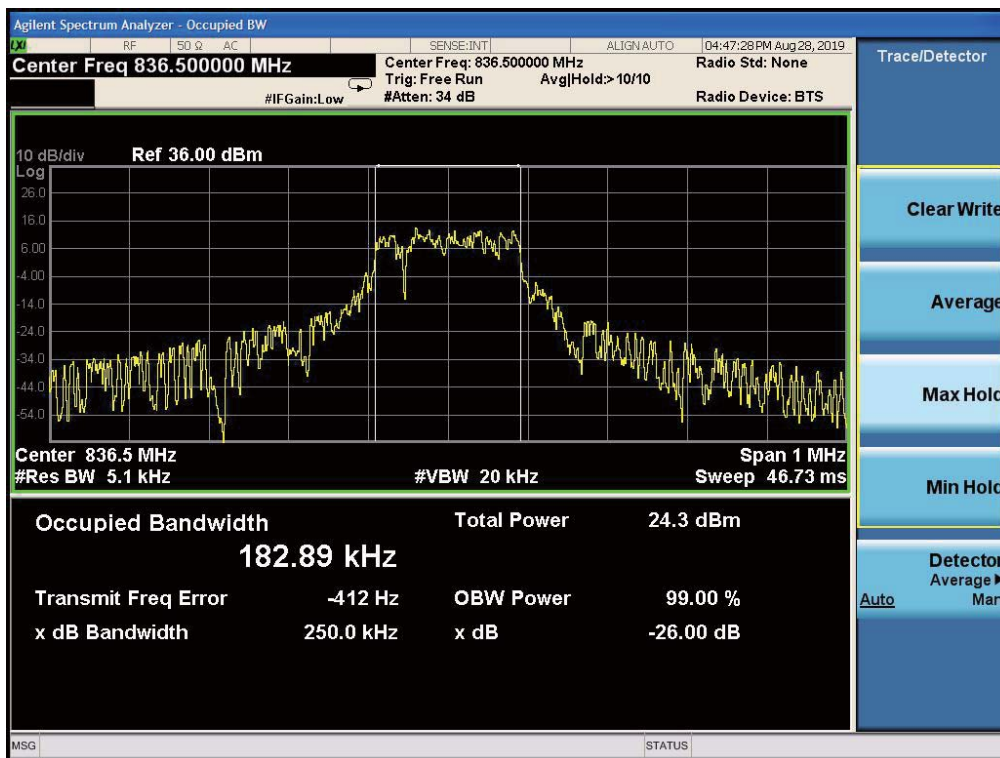 Agilent Spectrum Analyzer - Occupied BW
LXI RF 50 Ω AC SENSE:INT ALIGN AUTO 04:47:28 PM Aug 28, 2019
Center Freq 836.500000 MHz Center Freq: 836.500000 MHz Radio Std: None
Trig: Free Run Avg|Hold:> 10/10
#IFGain:Low #Atten: 34 dB Radio Device: BTS
Trace/Detector
10 dB/div Ref 36.00 dBm
Log
26.0
16.0
6.00
-4.00
-14.0
-24.0
-34.0
-44.0
-54.0
Center 836.5 MHz Span 1 MHz
#Res BW 5.1 kHz #VBW 20 kHz Sweep 46.73 ms
Occupied Bandwidth Total Power 24.3 dBm
182.89 kHz
Transmit Freq Error -412 Hz OBW Power 99.00 %
x dB Bandwidth 250.0 kHz x dB -26.00 dB
Clear Write
Average
Max Hold
Min Hold
Detector
Average
Auto Man
MSG STATUS